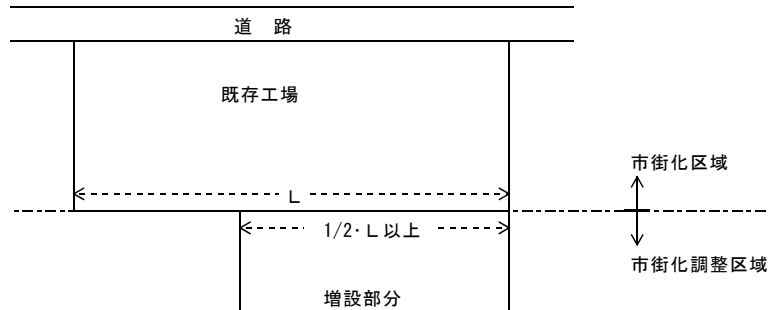 道　路
既存工場
市街化区域
L
1/2・L以上
市街化調整区域
増設部分